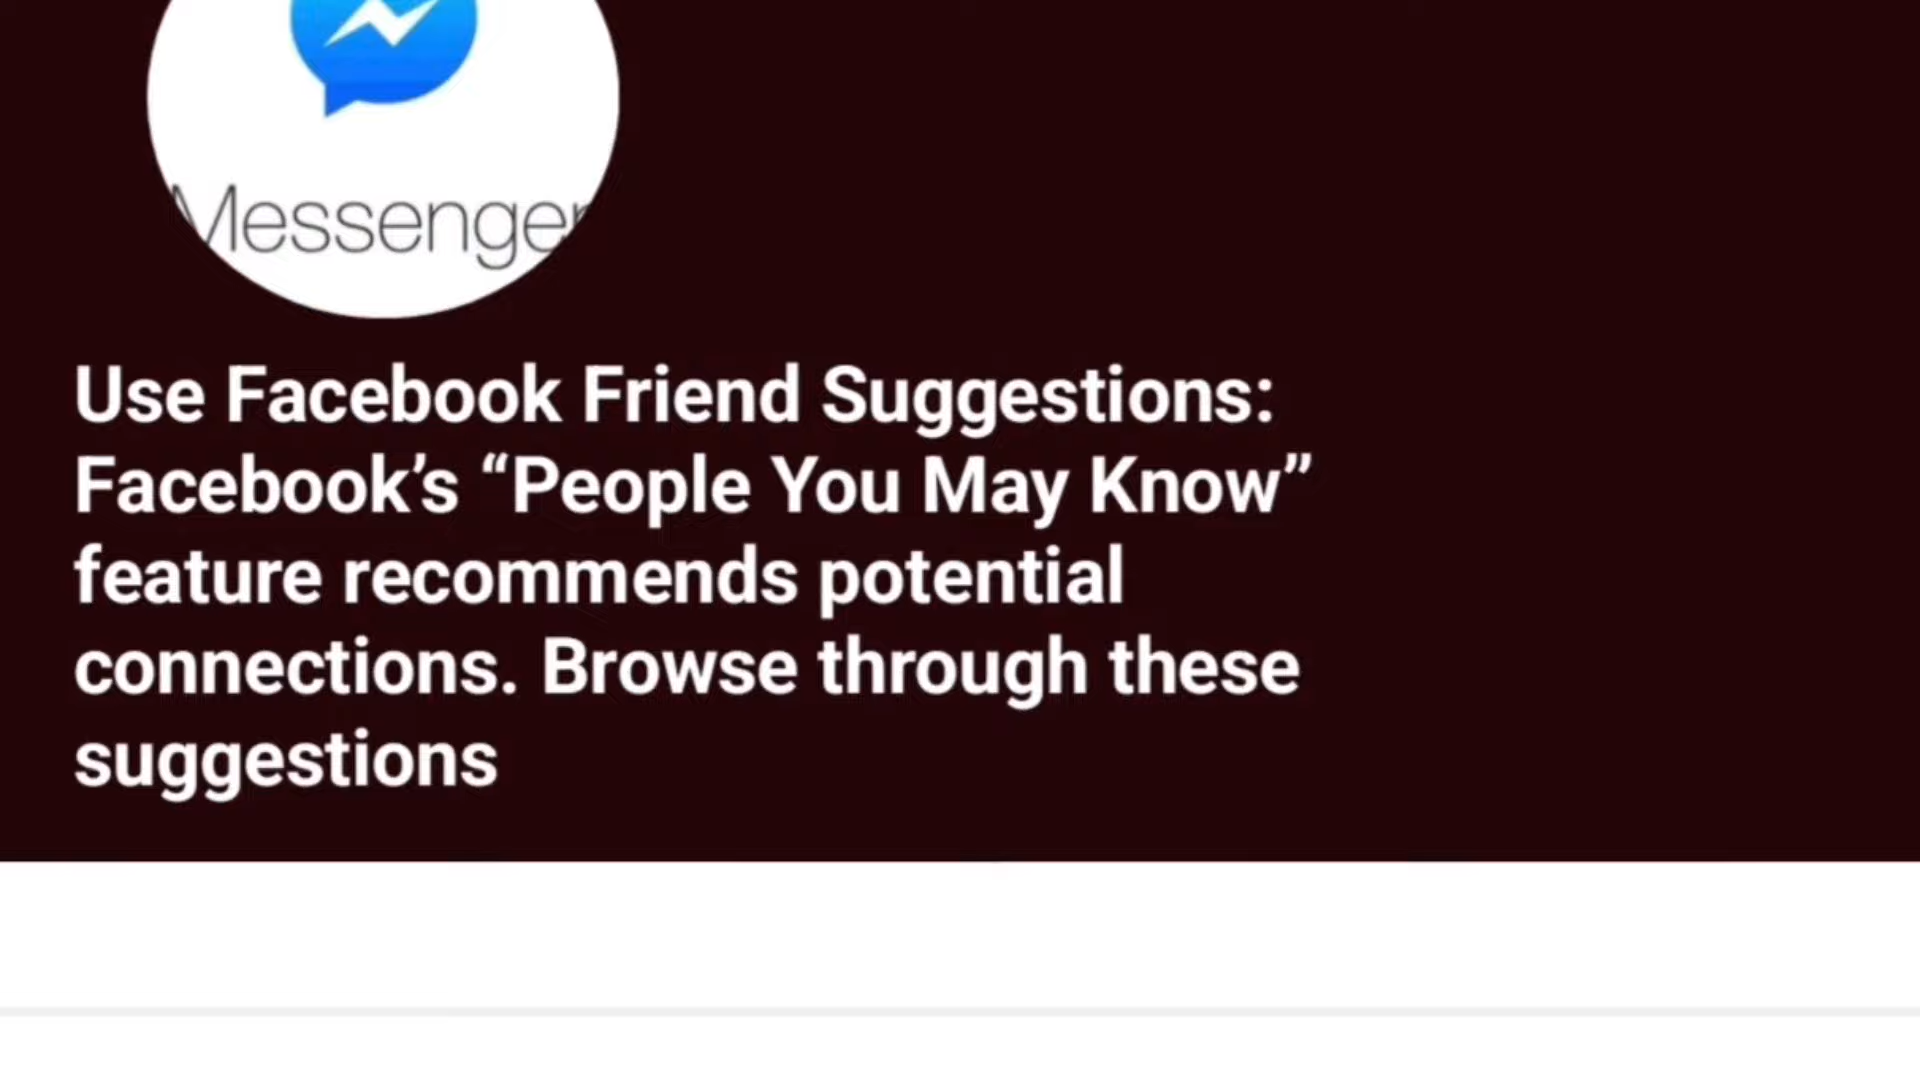 Messenger
Use Facebook Friend Suggestions:
Facebook’s “People You May Know”
feature recommends potential
connections. Browse through these
suggestions